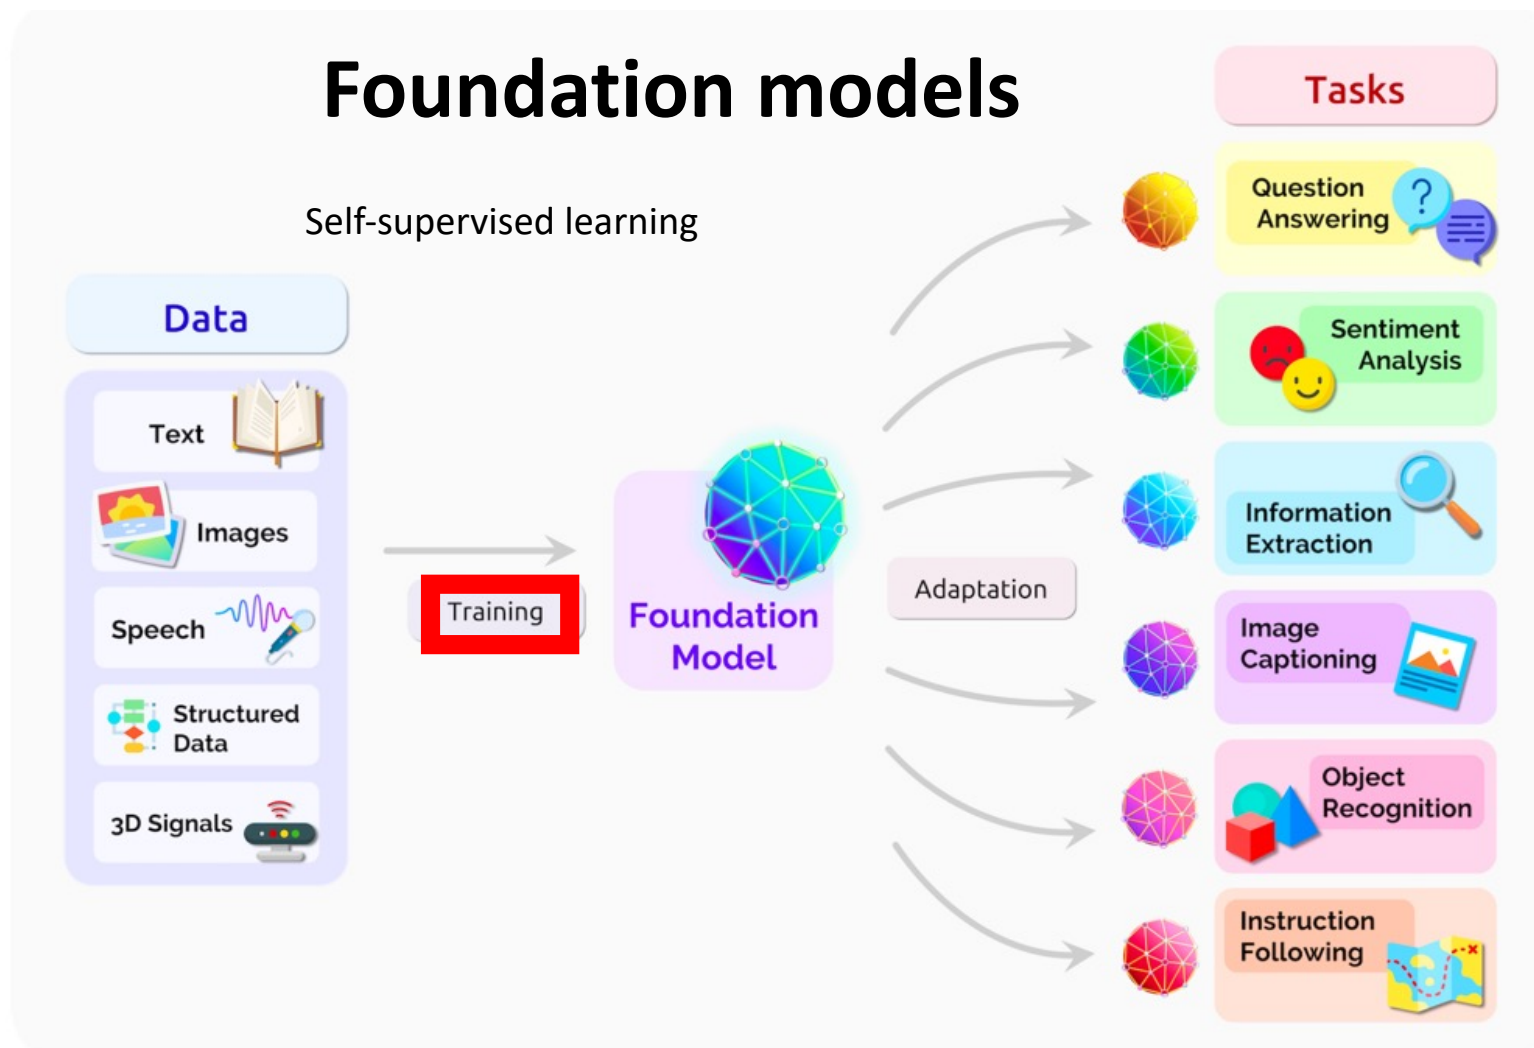 Foundation models
Self-supervised learning
Data
Text
Images
Speech
Structured
Data
3D Signals
Training
Foundation
Model
Adaptation
Tasks
Question
Answering
?
Sentiment
Analysis
Information
Extraction
Image
Captioning
Object
Recognition
Instruction
Following